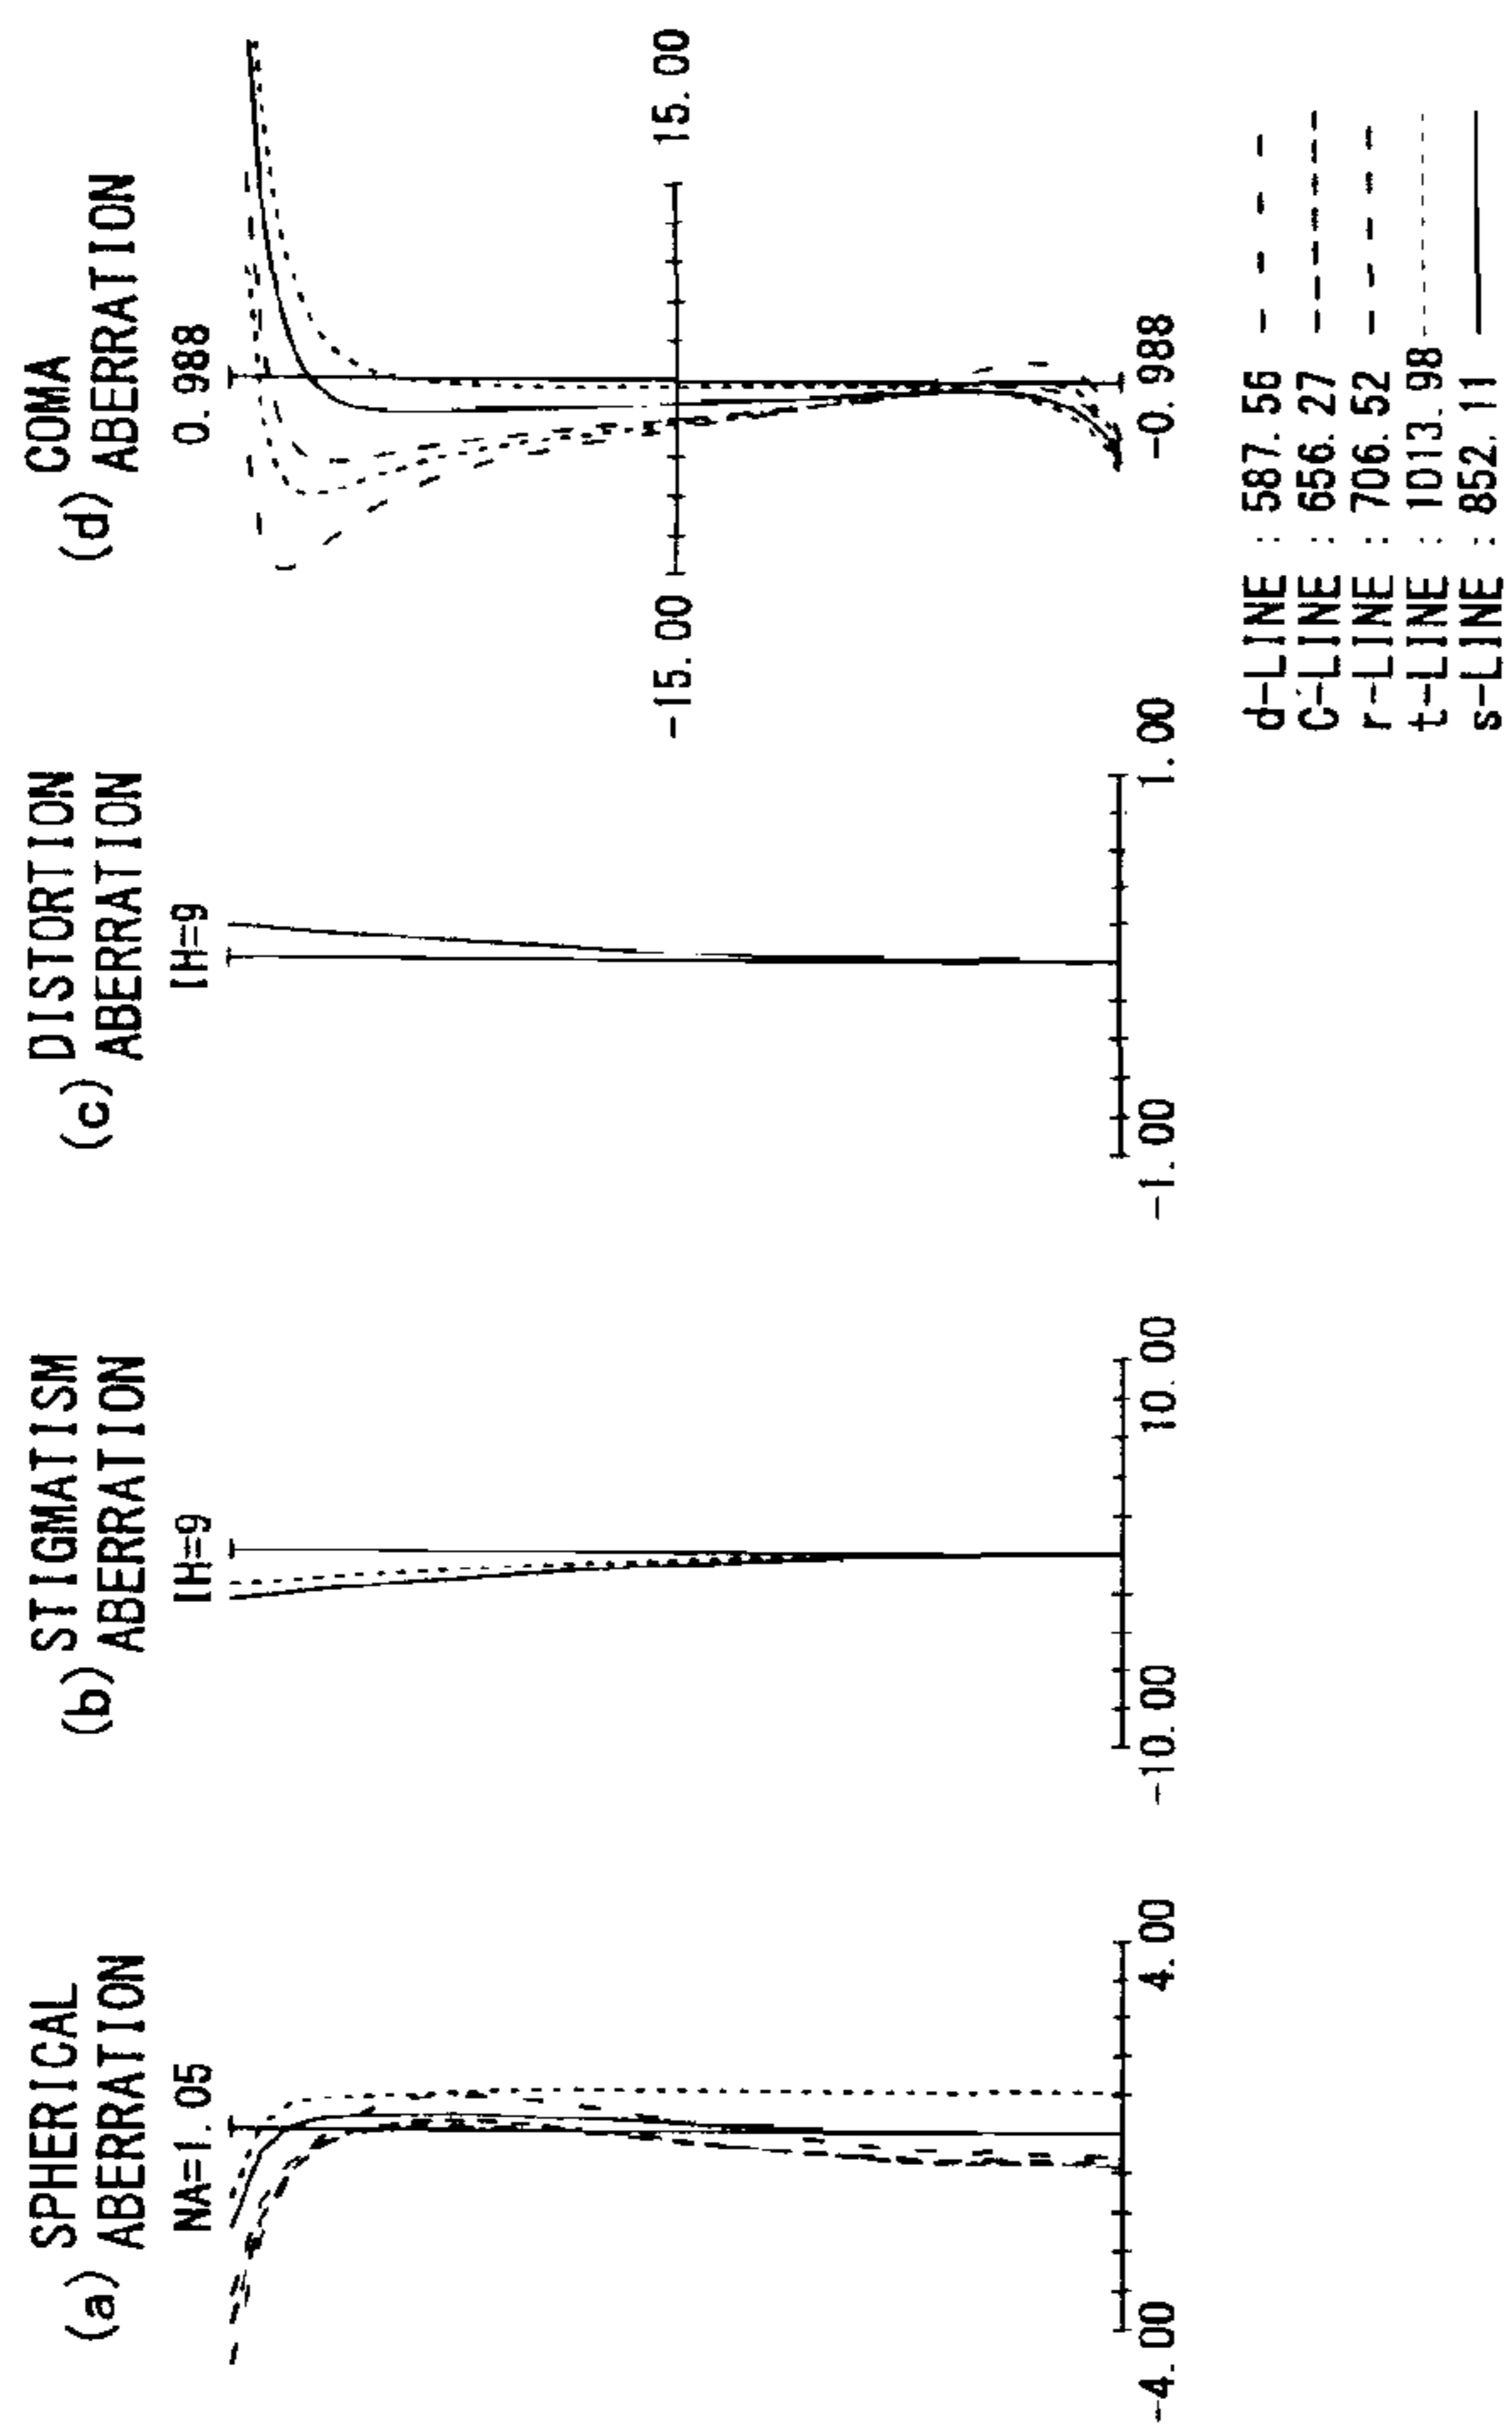 (a) SPHERICAL
ABERRATION
NA=1.05
-4.00
4.00
(b) STIGMATISM
ABERRATION
IH=9
-10.00
10.00
(c) DISTORTION
ABERRATION
IH=9
-1.00
1.00
(d) COMA
ABERRATION
0.988
-15.00
15.00
-0.988
d-LINE : 587.56
C-LINE : 656.27
r-LINE : 706.52
t-LINE : 1013.98
s-LINE : 852.11